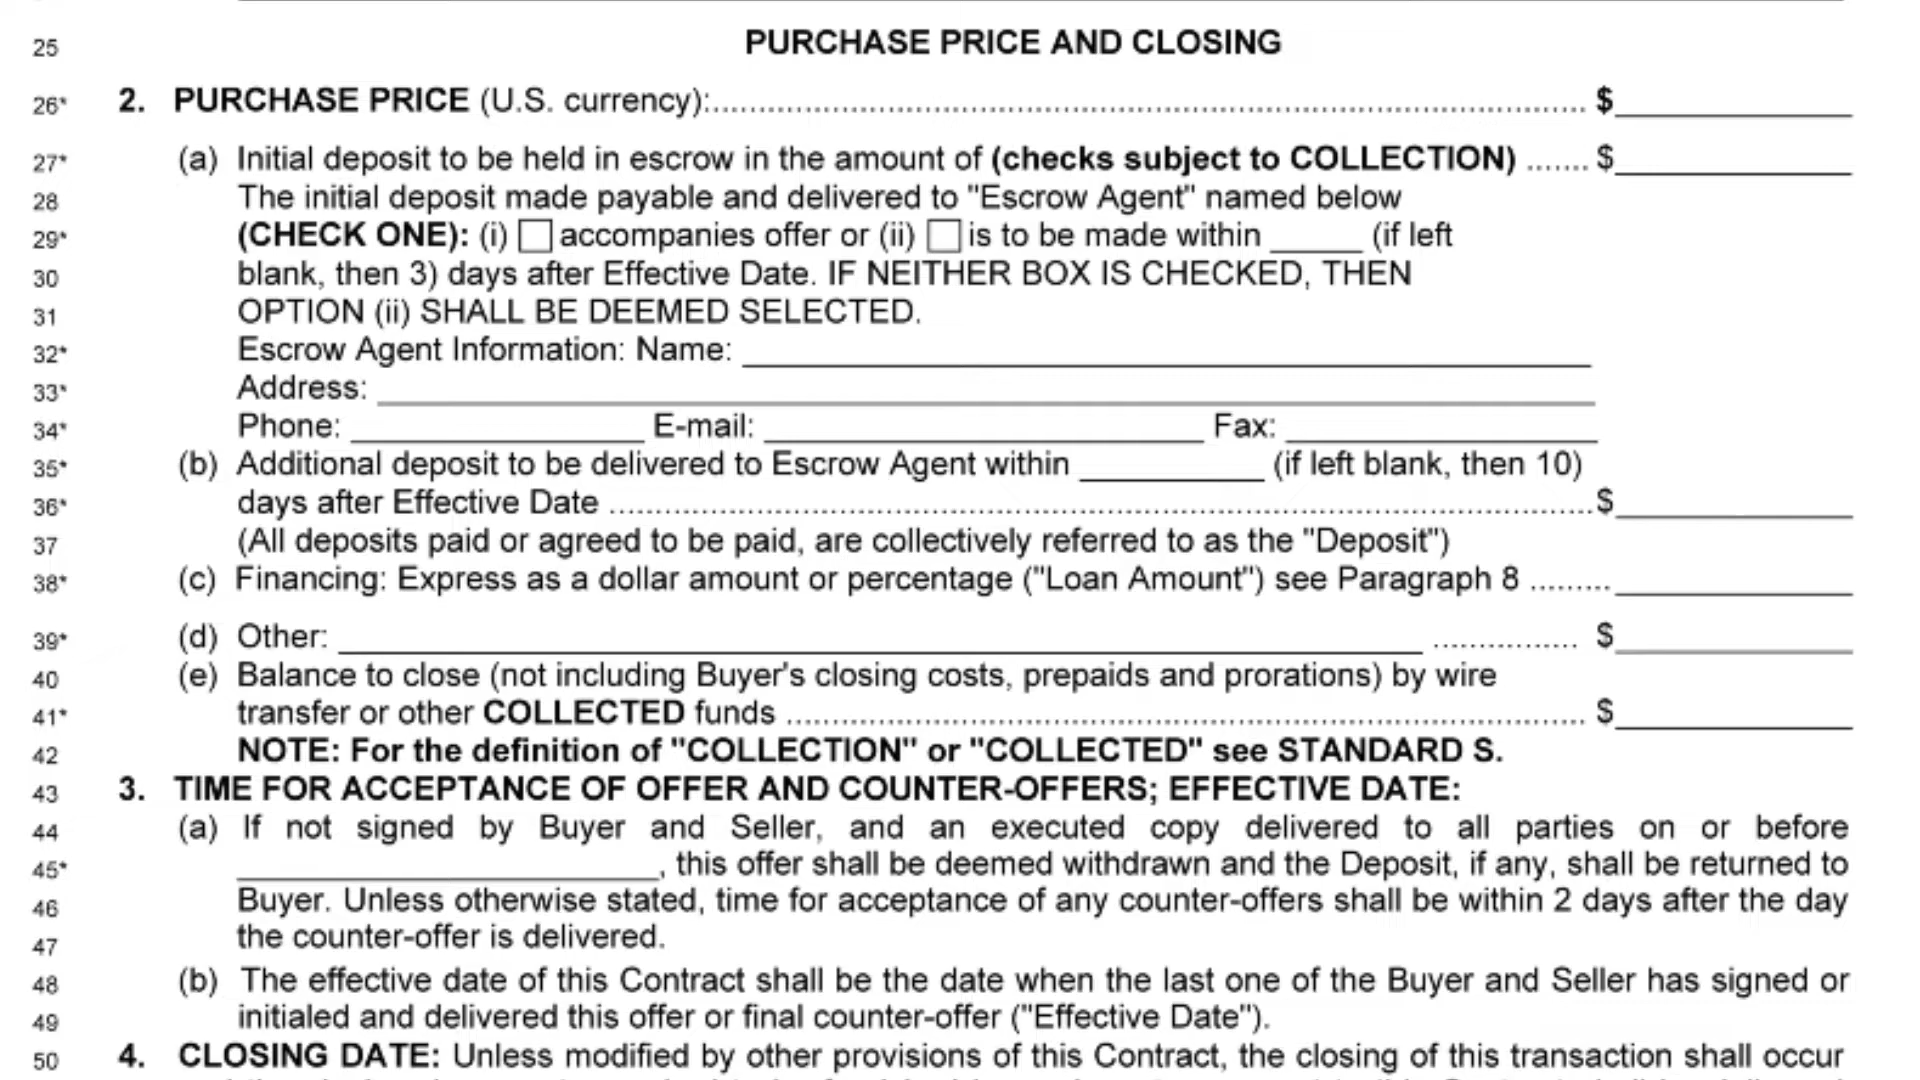 25 PURCHASE PRICE AND CLOSING
26* 2. PURCHASE PRICE (U.S. currency):.................................................................................................. $____________
27* (a) Initial deposit to be held in escrow in the amount of (checks subject to COLLECTION) ....... $____________
28 The initial deposit made payable and delivered to "Escrow Agent" named below
29* (CHECK ONE): (i) ☐ accompanies offer or (ii) ☐ is to be made within _____ (if left
30 blank, then 3) days after Effective Date. IF NEITHER BOX IS CHECKED, THEN
31 OPTION (ii) SHALL BE DEEMED SELECTED.
32* Escrow Agent Information: Name: ______________________________
33* Address: ______________________________
34* Phone: ________________ E-mail: ________________________ Fax: _________________
35* (b) Additional deposit to be delivered to Escrow Agent within __________ (if left blank, then 10)
36* days after Effective Date .............................................................................................................$____________
37 (All deposits paid or agreed to be paid, are collectively referred to as the "Deposit")
38* (c) Financing: Express as a dollar amount or percentage ("Loan Amount") see Paragraph 8 .........____________
39* (d) Other: ______________________________ ................ $____________
40 (e) Balance to close (not including Buyer's closing costs, prepaids and prorations) by wire
41* transfer or other COLLECTED funds ......................................................................................... $____________
42 NOTE: For the definition of "COLLECTION" or "COLLECTED" see STANDARD S.
43 3. TIME FOR ACCEPTANCE OF OFFER AND COUNTER-OFFERS; EFFECTIVE DATE:
44 (a) If not signed by Buyer and Seller, and an executed copy delivered to all parties on or before
45* _______________________, this offer shall be deemed withdrawn and the Deposit, if any, shall be returned to
46 Buyer. Unless otherwise stated, time for acceptance of any counter-offers shall be within 2 days after the day
47 the counter-offer is delivered.
48 (b) The effective date of this Contract shall be the date when the last one of the Buyer and Seller has signed or
49 initialed and delivered this offer or final counter-offer ("Effective Date").
50 4. CLOSING DATE: Unless modified by other provisions of this Contract, the closing of this transaction shall occur